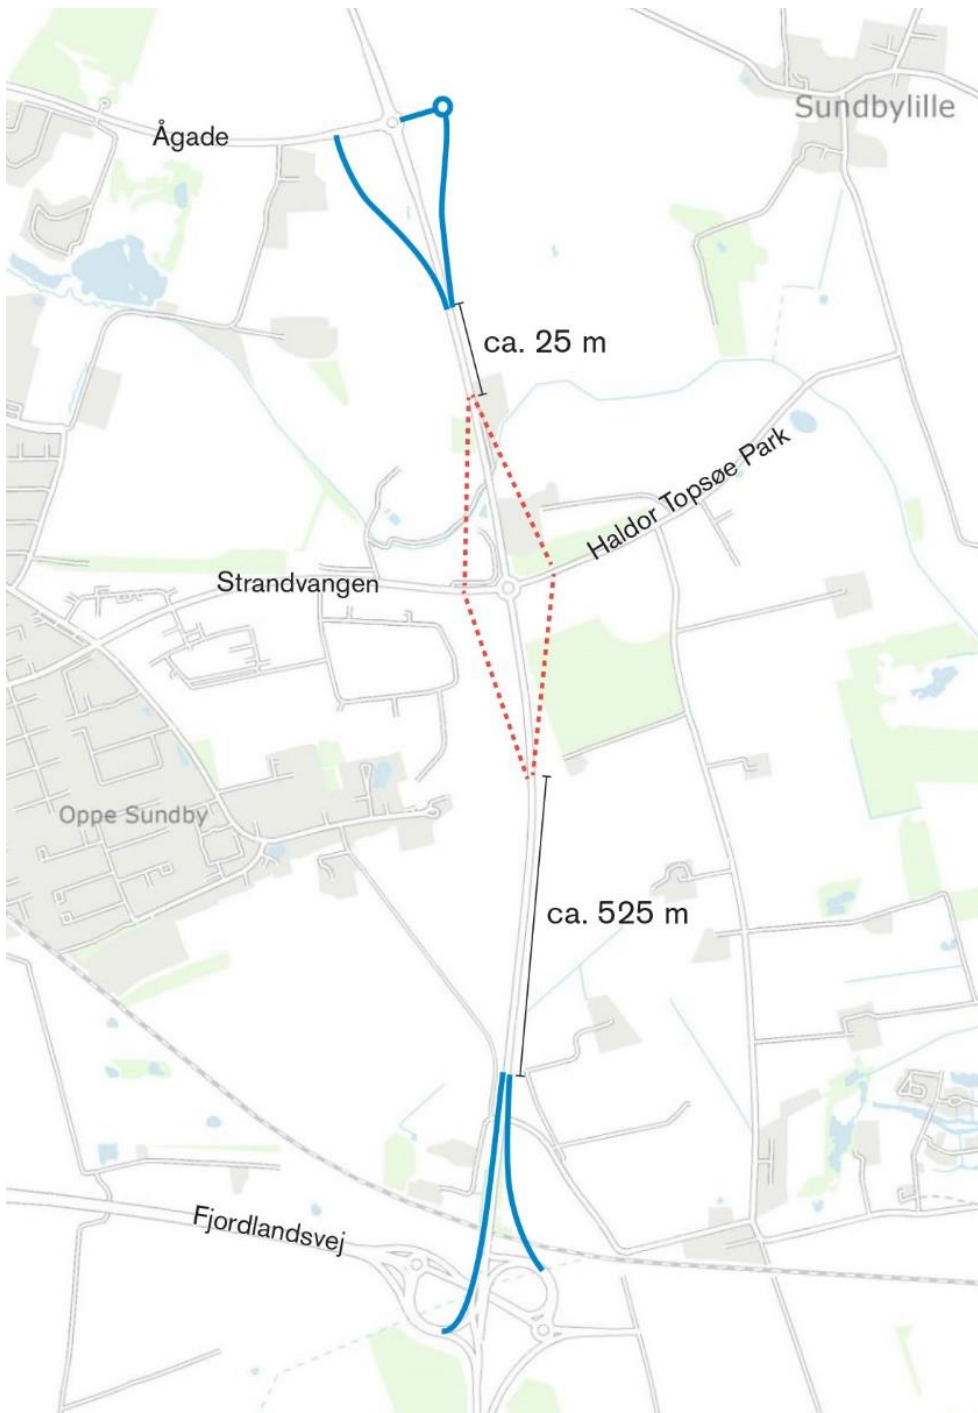 Sundbylille
Ågade
ca. 25 m
Haldor Topsøe Park
Strandvangen
Oppe Sundby
ca. 525 m
Fjordlandsvej